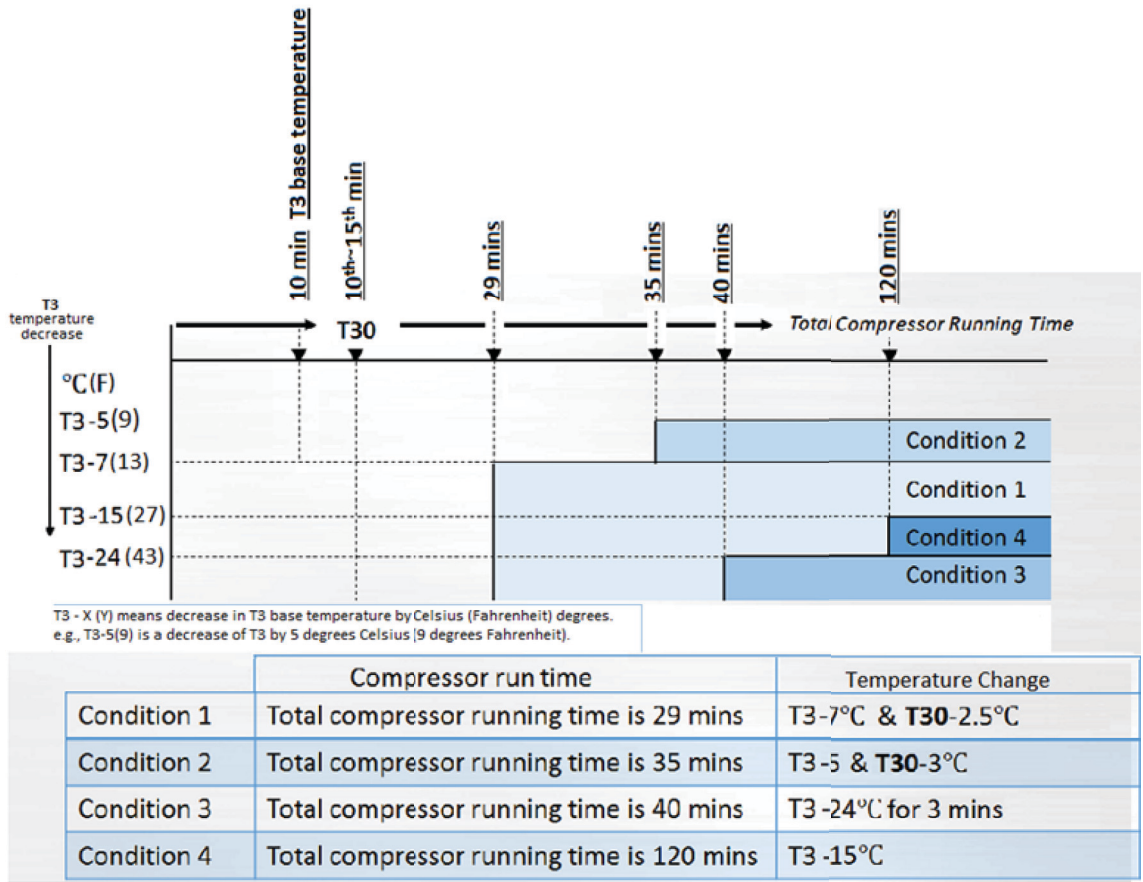 10 min T3 base temperature
10th~15th min
29 mins
35 mins
40 mins
120 mins
T3
temperature
decrease
T30
Total Compressor Running Time
°C(F)
T3-5(9)
T3-7(13)
T3-15(27)
T3-24(43)
Condition 2
Condition 1
Condition 4
Condition 3
T3 - X (Y) means decrease in T3 base temperature by Celsius (Fahrenheit) degrees.
e.g., T3-5(9) is a decrease of T3 by 5 degrees Celsius (9 degrees Fahrenheit).
Compressor run time Temperature Change
Condition 1 Total compressor running time is 29 mins T3-7°C & T30-2.5°C
Condition 2 Total compressor running time is 35 mins T3-5 & T30-3°C
Condition 3 Total compressor running time is 40 mins T3-24°C for 3 mins
Condition 4 Total compressor running time is 120 mins T3-15°C